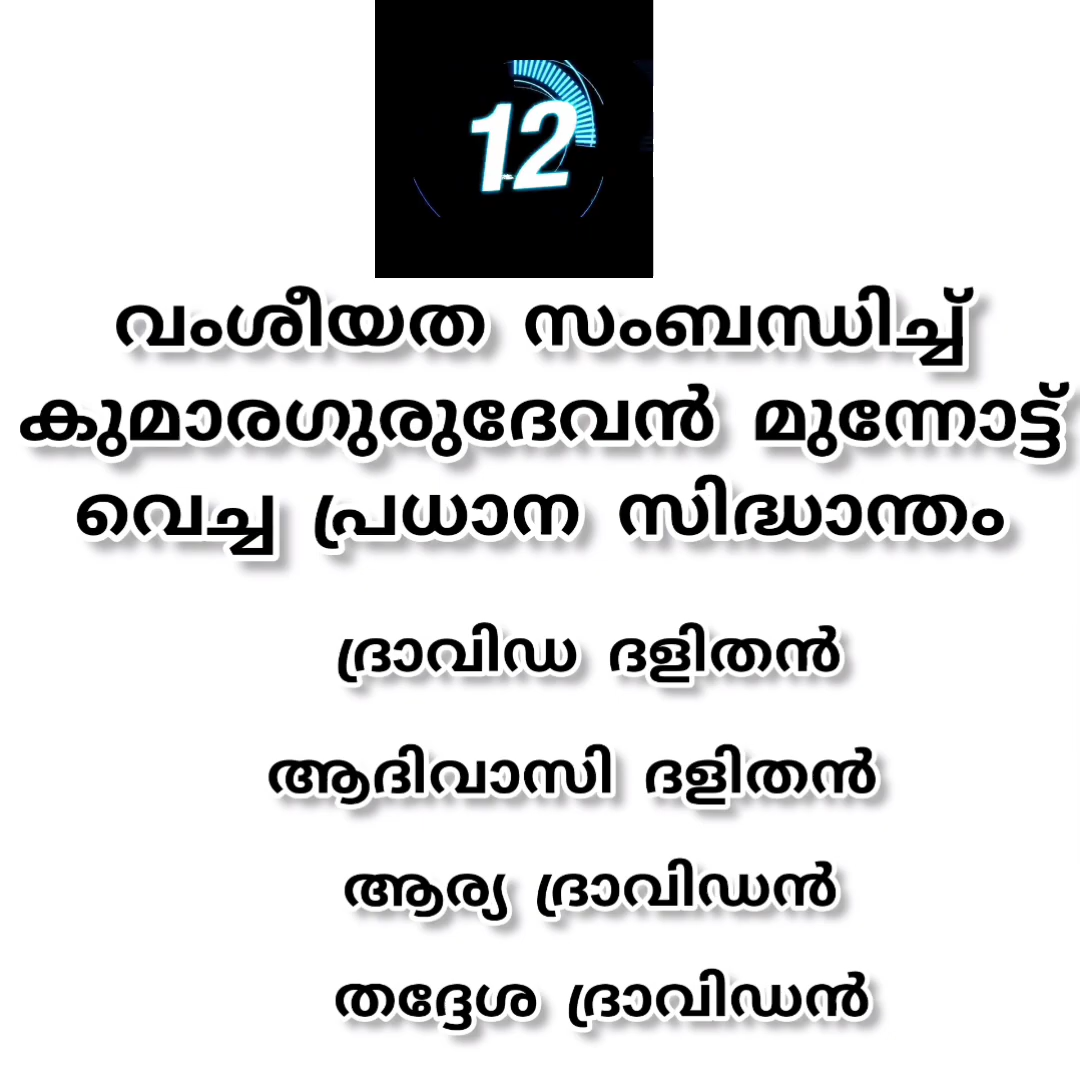 12
വംശീയത സംബന്ധിച്ച്
കുമാരഗുരുദേവൻ മുന്നോട്ട്
വെച്ച പ്രധാന സിദ്ധാന്തം
ദ്രാവിഡ ദളിതൻ
ആദിവാസി ദളിതൻ
ആര്യ ദ്രാവിഡൻ
തദ്ദേശ ദ്രാവിഡൻ